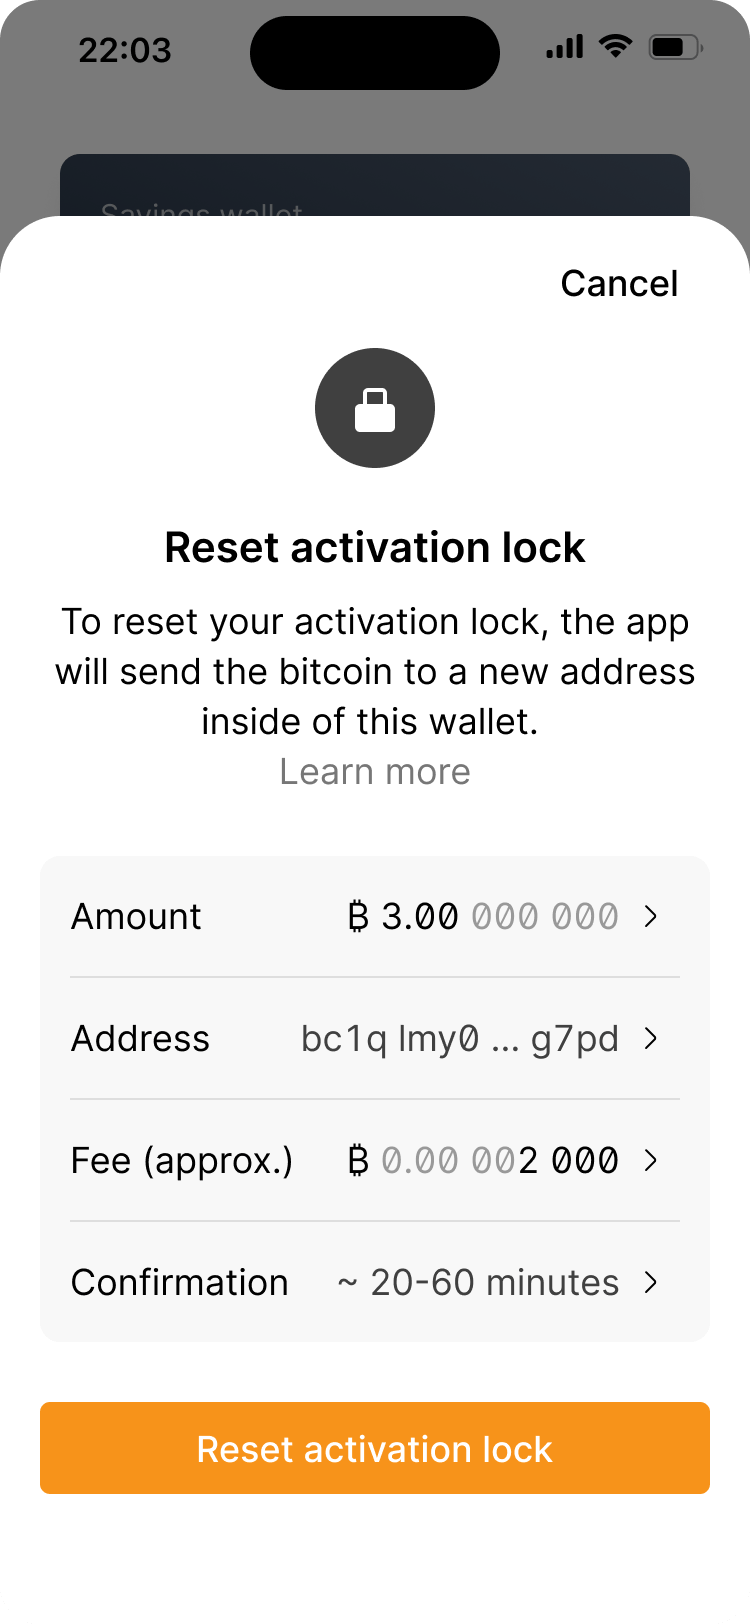 22:03
Savings wallet
Cancel
Reset activation lock
To reset your activation lock, the app
will send the bitcoin to a new address
inside of this wallet.
Learn more
Amount ₿ 3.00 000 000
Address bc1q lmy0 ... g7pd
Fee (approx.) ₿ 0.00 002 000
Confirmation ~ 20-60 minutes
Reset activation lock